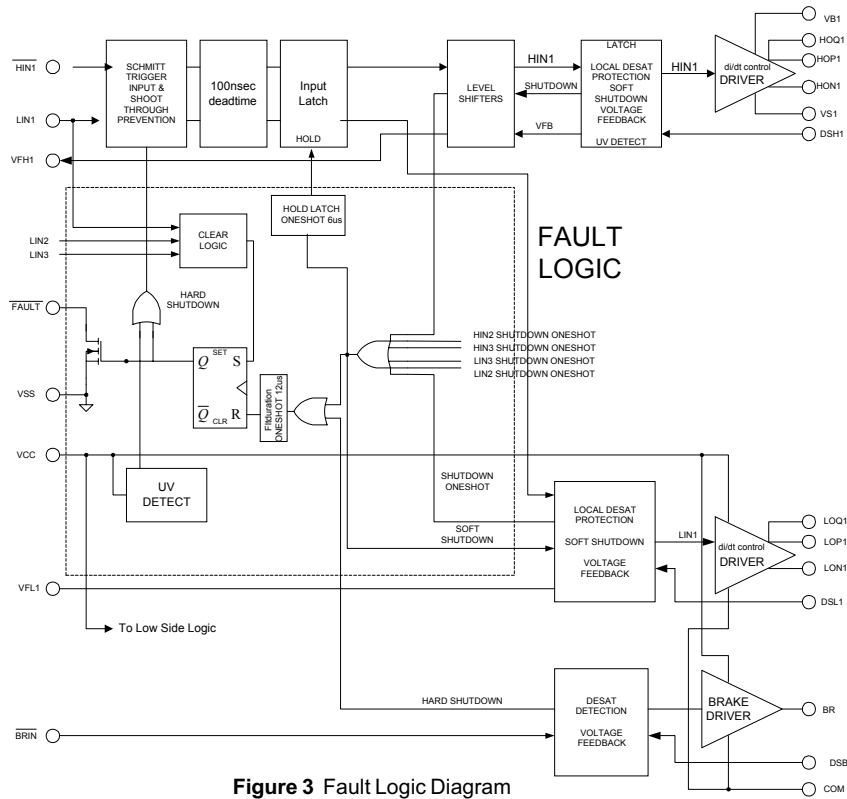 HIN1
LIN1
VFH1
SCHMITT
TRIGGER
INPUT &
SHOOT
THROUGH
PREVENTION
100nsec
deadtime
Input
Latch
HOLD
LEVEL
SHIFTERS
HIN1
SHUTDOWN
VFB
LATCH
LOCAL DESAT
PROTECTION
SOFT
SHUTDOWN
VOLTAGE
FEEDBACK
UV DETECT
HIN1
di/dt control
DRIVER
VB1
HOQ1
HOP1
HON1
VS1
DSH1
HOLD LATCH
ONESHOT 6us
FAULT
LOGIC
LIN2
LIN3
CLEAR
LOGIC
HARD
SHUTDOWN
FAULT
VSS
VCC
Q SET S
Q CLR R
Fltduration
ONESHOT 12us
HIN2 SHUTDOWN ONESHOT
HIN3 SHUTDOWN ONESHOT
LIN3 SHUTDOWN ONESHOT
LIN2 SHUTDOWN ONESHOT
UV
DETECT
SHUTDOWN
ONESHOT
SOFT
SHUTDOWN
LOCAL DESAT
PROTECTION
SOFT SHUTDOWN
VOLTAGE
FEEDBACK
LIN1
di/dt control
DRIVER
LOQ1
LOP1
LON1
DSL1
VFL1
To Low Side Logic
HARD SHUTDOWN
DESAT
DETECTION
VOLTAGE
FEEDBACK
BRAKE
DRIVER
BR
BRIN
DSB
COM
Figure 3 Fault Logic Diagram